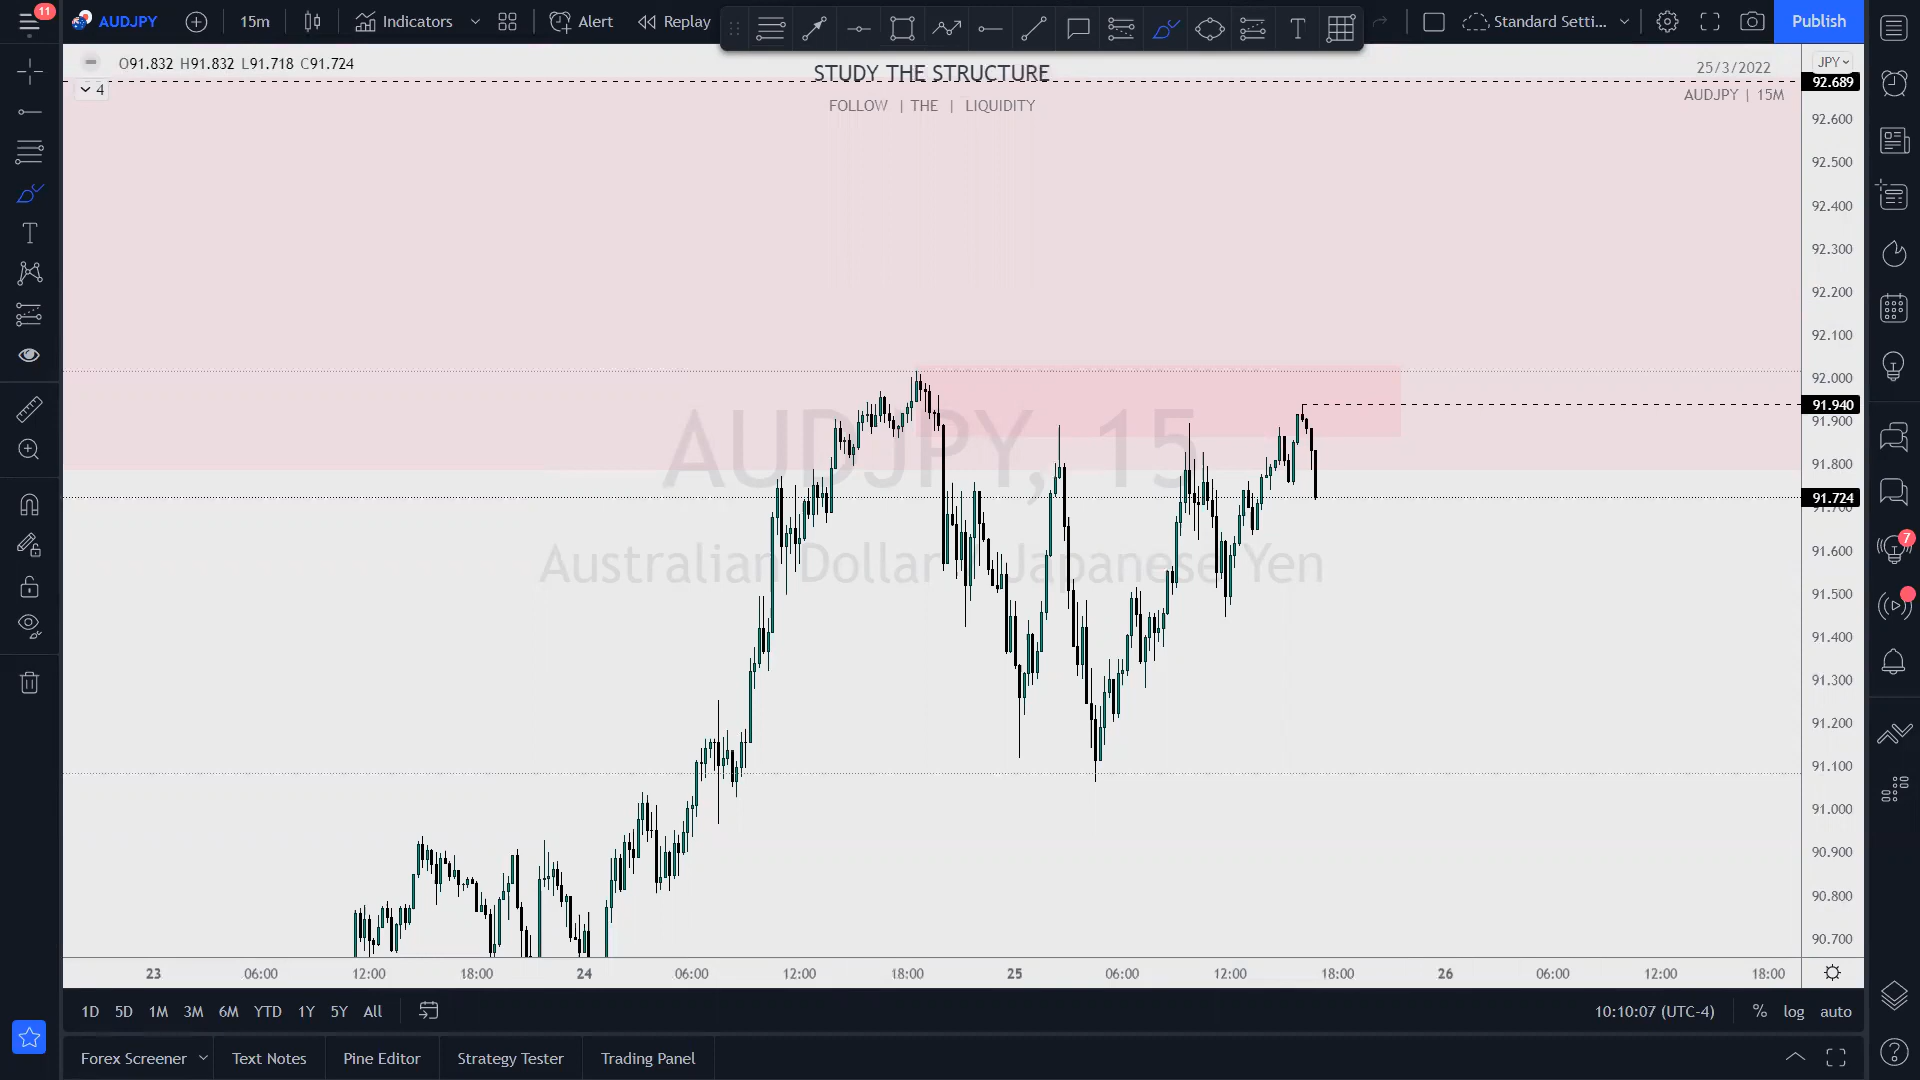 11
AUDJPY
15m
Indicators
Alert
Replay
Standard Setti...
Publish
O91.832 H91.832 L91.718 C91.724
4
STUDY THE STRUCTURE
FOLLOW | THE | LIQUIDITY
25/3/2022
AUDJPY | 15M
JPY
92.689
92.600
92.500
92.400
92.300
92.200
92.100
92.000
91.940
91.900
91.800
91.724
91.700
91.600
91.500
91.400
91.300
91.200
91.100
91.000
90.900
90.800
90.700
AUDJPY, 15
Australian Dollar / Japanese Yen
7
23 06:00 12:00 18:00 24 06:00 12:00 18:00 25 06:00 12:00 18:00 26 06:00 12:00 18:00
1D 5D 1M 3M 6M YTD 1Y 5Y All
10:10:07 (UTC-4)
% log auto
Forex Screener
Text Notes
Pine Editor
Strategy Tester
Trading Panel